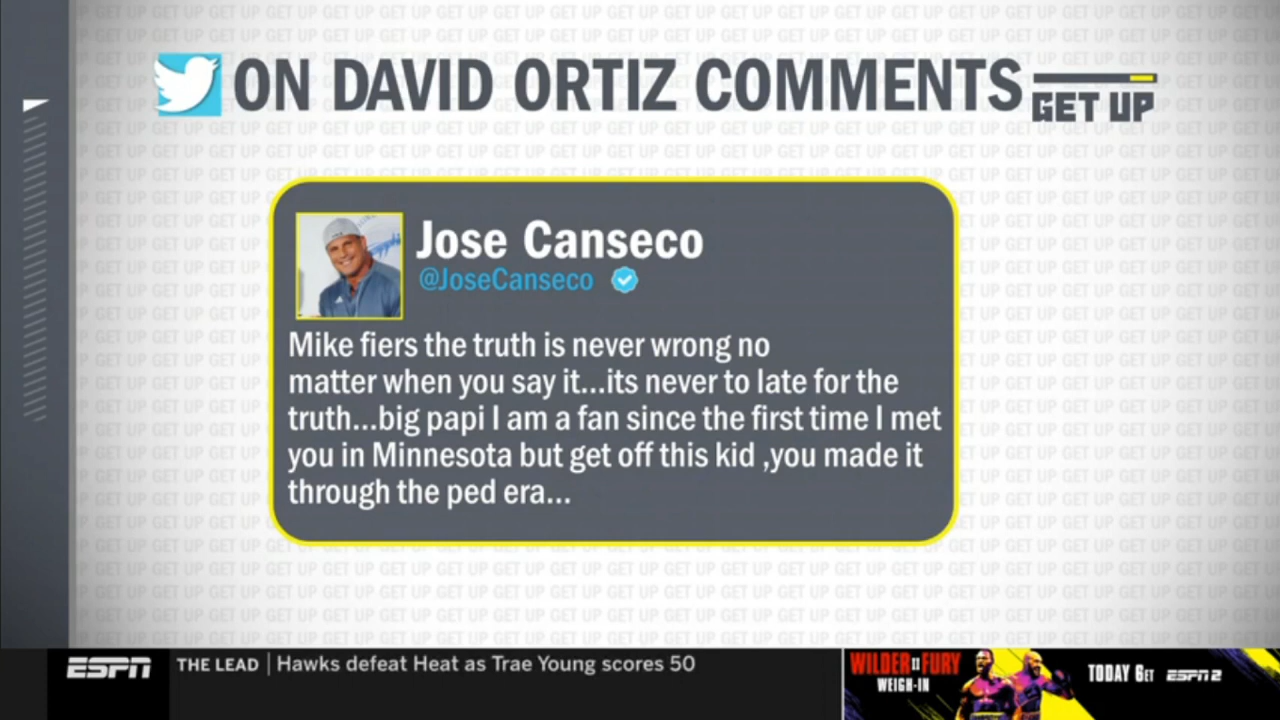 ON DAVID ORTIZ COMMENTS
GET UP
Jose Canseco
@JoseCanseco
Mike fiers the truth is never wrong no
matter when you say it...its never to late for the
truth...big papi I am a fan since the first time I met
you in Minnesota but get off this kid ,you made it
through the ped era...
ESPN
THE LEAD | Hawks defeat Heat as Trae Young scores 50
WILDER II FURY
WEIGH-IN
TODAY 6ET ESPN2